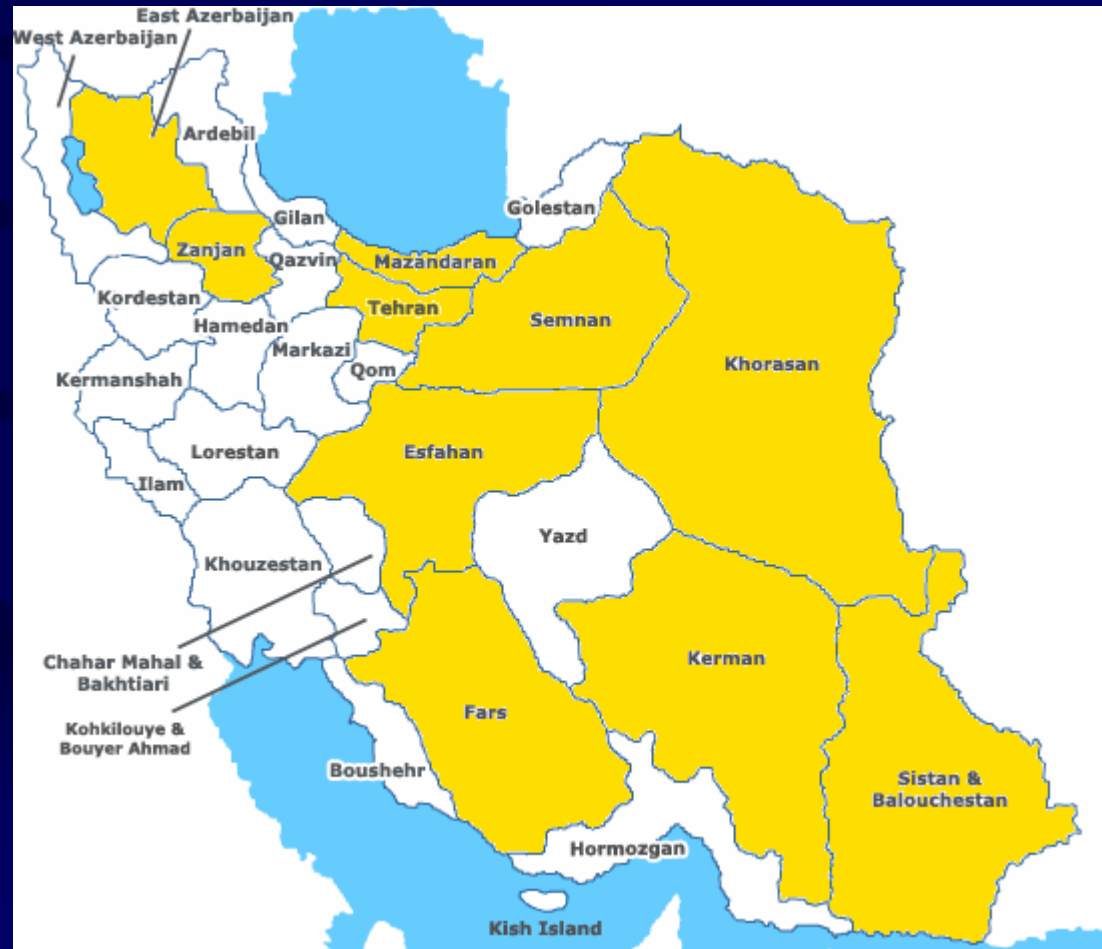 East Azerbaijan
West Azerbaijan
Ardebil
Golestan
Gilan
Zanjan
Qazvin
Mazandaran
Kordestan
Tehran
Hamedan
Semnan
Markazi
Khorasan
Qom
Kermanshah
Lorestan
Esfahan
Ilam
Yazd
Khouzestan
Chahar Mahal &
Bakhtiari
Kerman
Kohkilouye &
Bouyer Ahmad
Fars
Boushehr
Sistan &
Balouchestan
Hormozgan
Kish Island